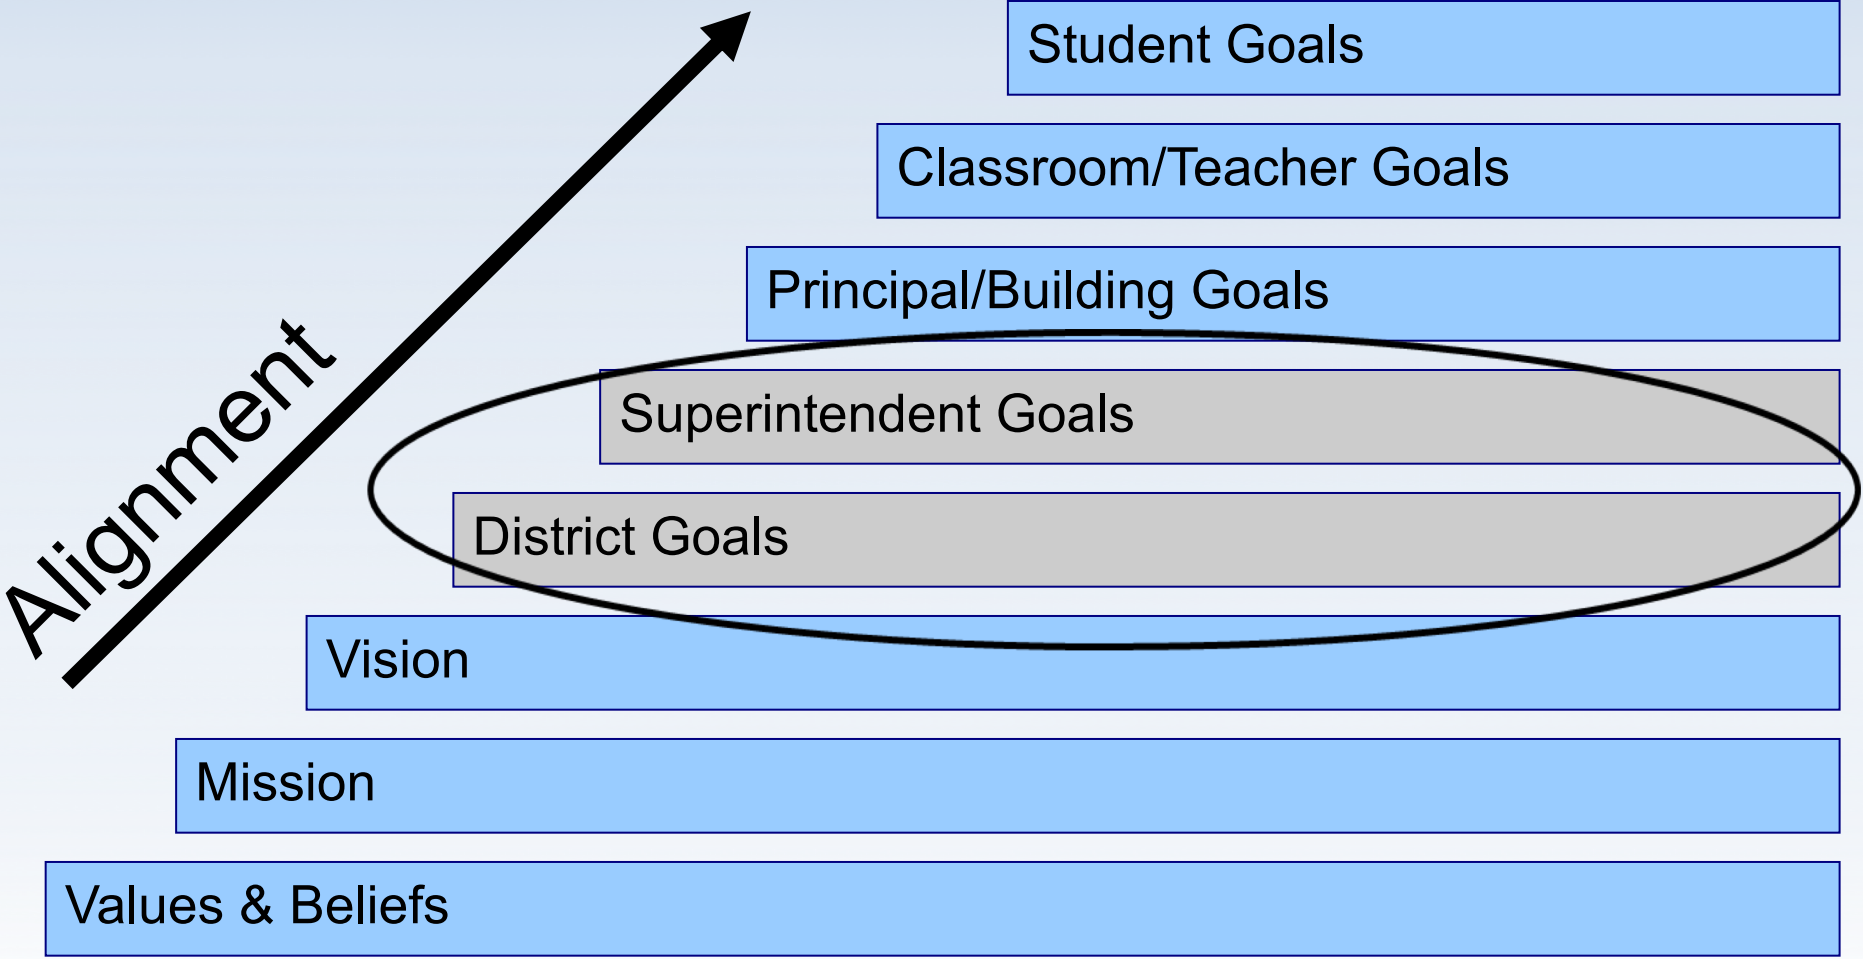 Student Goals
Classroom/Teacher Goals
Principal/Building Goals
Superintendent Goals
District Goals
Vision
Mission
Values & Beliefs
Alignment